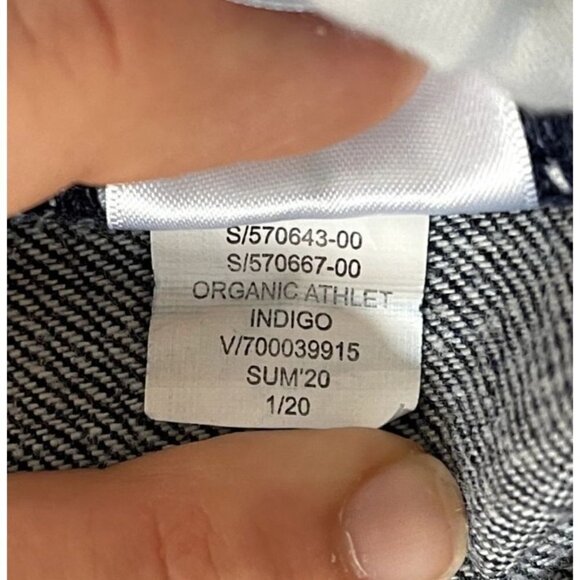 S/570643-00
S/570667-00
ORGANIC ATHLET
INDIGO
V/700039915
SUM'20
1/20